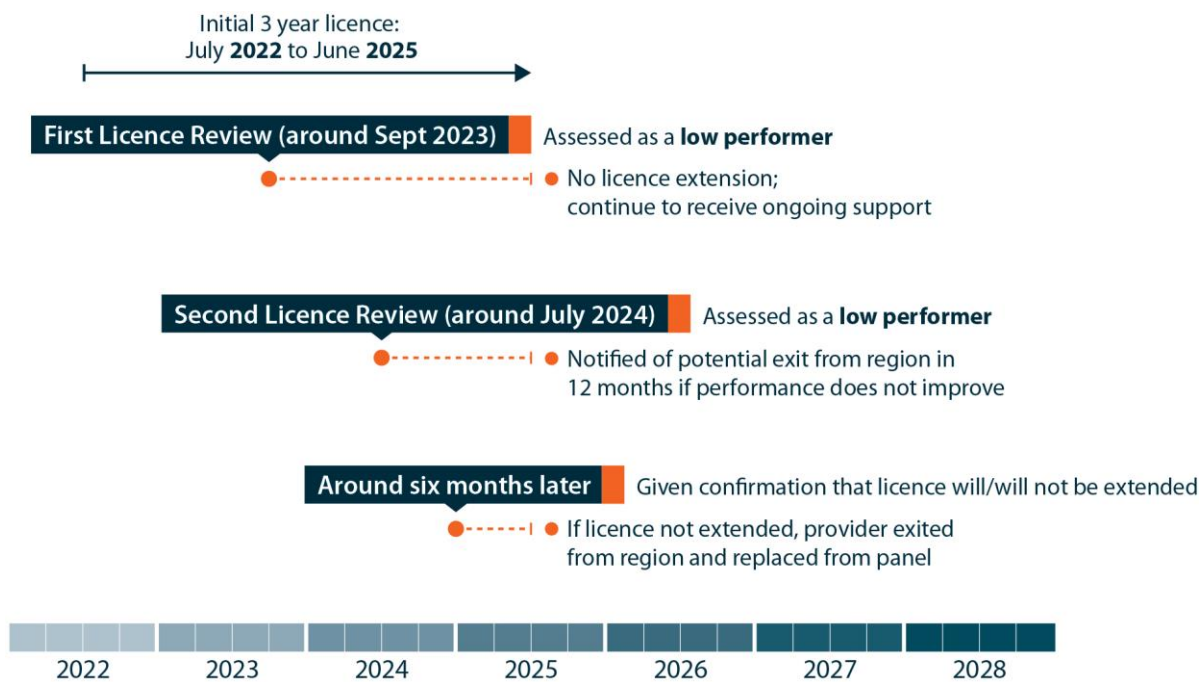 Initial 3 year licence:
July 2022 to June 2025
First Licence Review (around Sept 2023)
Assessed as a low performer
No licence extension;
continue to receive ongoing support
Second Licence Review (around July 2024)
Assessed as a low performer
Notified of potential exit from region in
12 months if performance does not improve
Around six months later
Given confirmation that licence will/will not be extended
If licence not extended, provider exited
from region and replaced from panel
2022
2023
2024
2025
2026
2027
2028